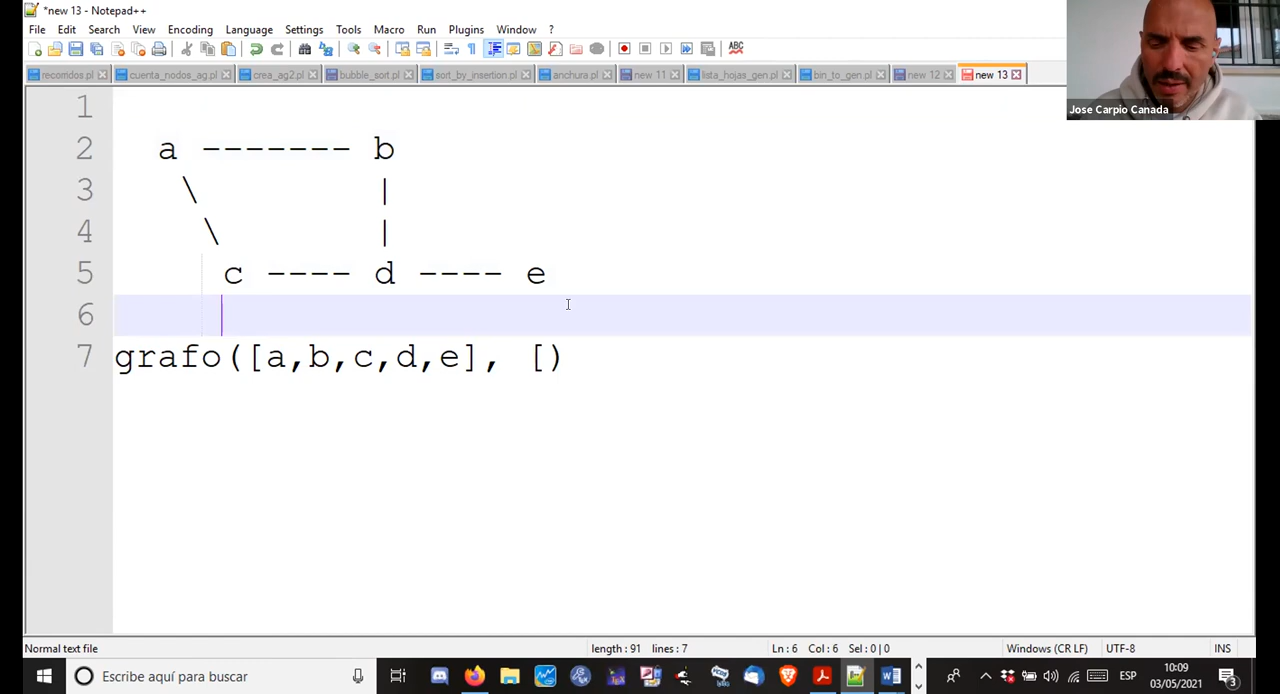 *new 13 - Notepad++
File Edit Search View Encoding Language Settings Tools Macro Run Plugins Window ?
recomdos.pl cuenta_nodos_ag.pl creg_ag2.pl bubble_sort.pl sort_by_insertion.pl anchura.pl new 11 lista_hojas_gen.pl bin_to_gen.pl new 12 new 13
Jose Carpio Canada
1
2 a ------- b
3 \ |
4 \ |
5 c ---- d ---- e
6
7 grafo([a,b,c,d,e], [)
Normal text file length : 91 lines : 7 Ln : 6 Col : 6 Sel : 0 | 0 Windows (CR LF) UTF-8 INS
Escribe aquí para buscar ESP 10:09 03/05/2021 3